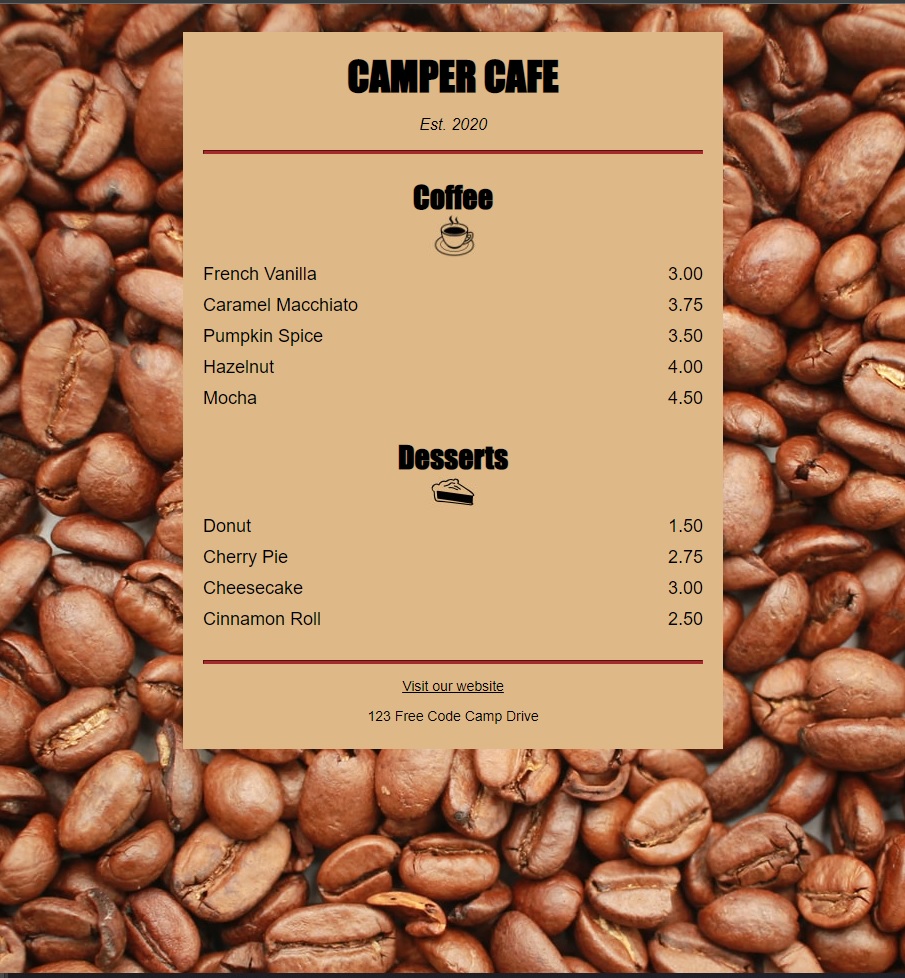 CAMPER CAFE
Est. 2020
Coffee
French Vanilla 3.00
Caramel Macchiato 3.75
Pumpkin Spice 3.50
Hazelnut 4.00
Mocha 4.50
Desserts
Donut 1.50
Cherry Pie 2.75
Cheesecake 3.00
Cinnamon Roll 2.50
Visit our website
123 Free Code Camp Drive